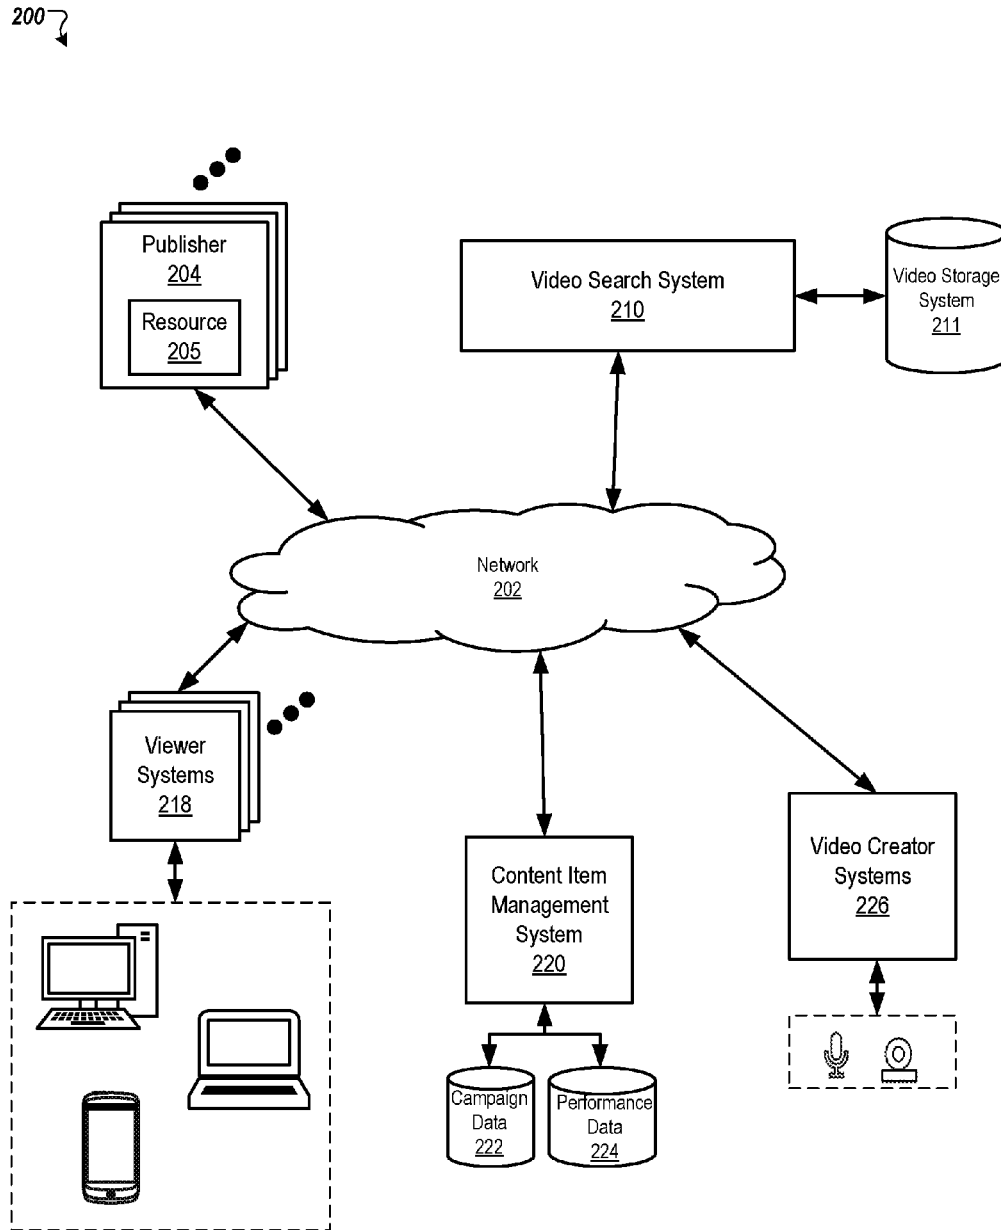 200
Publisher
204
Resource
205
Video Search System
210
Video Storage
System
211
Network
202
Viewer
Systems
218
Content Item
Management
System
220
Video Creator
Systems
226
Campaign
Data
222
Performance
Data
224